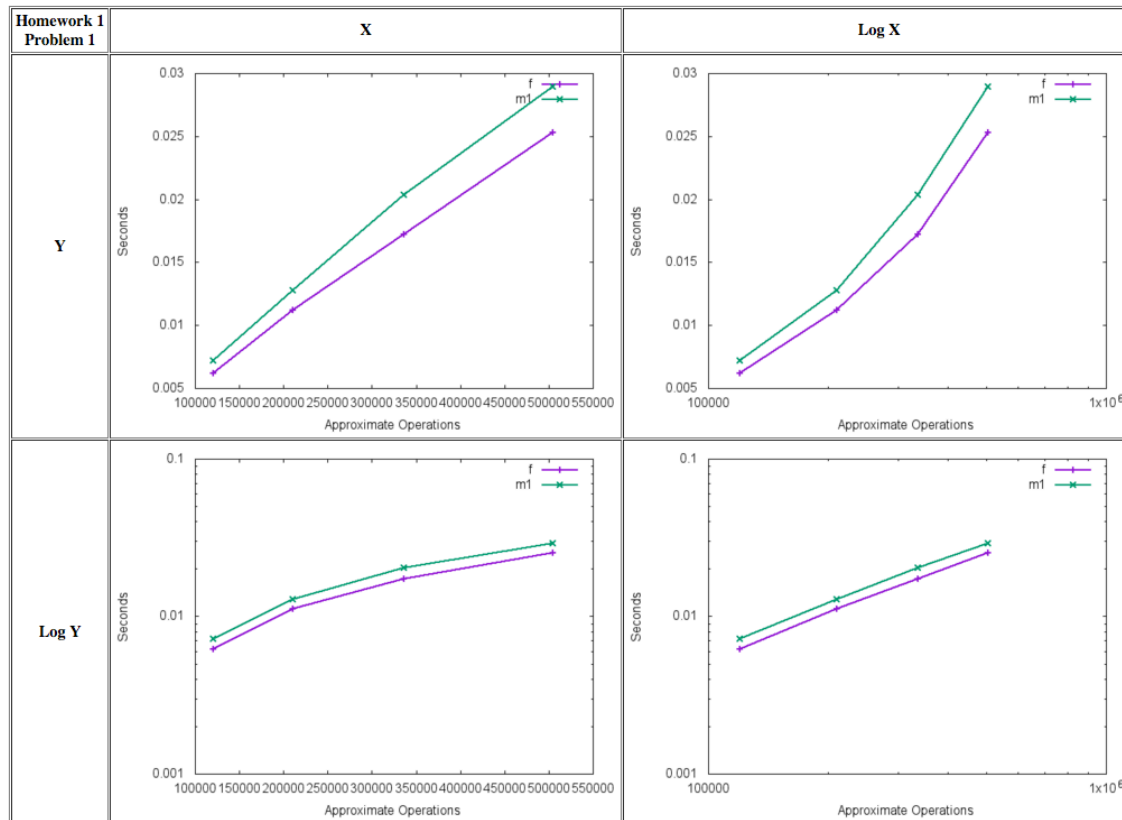 Homework 1
Problem 1
X
Log X
Y
0.03
0.025
0.02
0.015
0.01
0.005
Seconds
f
m1
100000 150000 200000 250000 300000 350000 400000 450000 500000 550000
Approximate Operations
0.03
0.025
0.02
0.015
0.01
0.005
Seconds
f
m1
100000 1x10⁶
Approximate Operations
Log Y
0.1
0.01
0.001
Seconds
f
m1
100000 150000 200000 250000 300000 350000 400000 450000 500000 550000
Approximate Operations
0.1
0.01
0.001
Seconds
f
m1
100000 1x10⁶
Approximate Operations